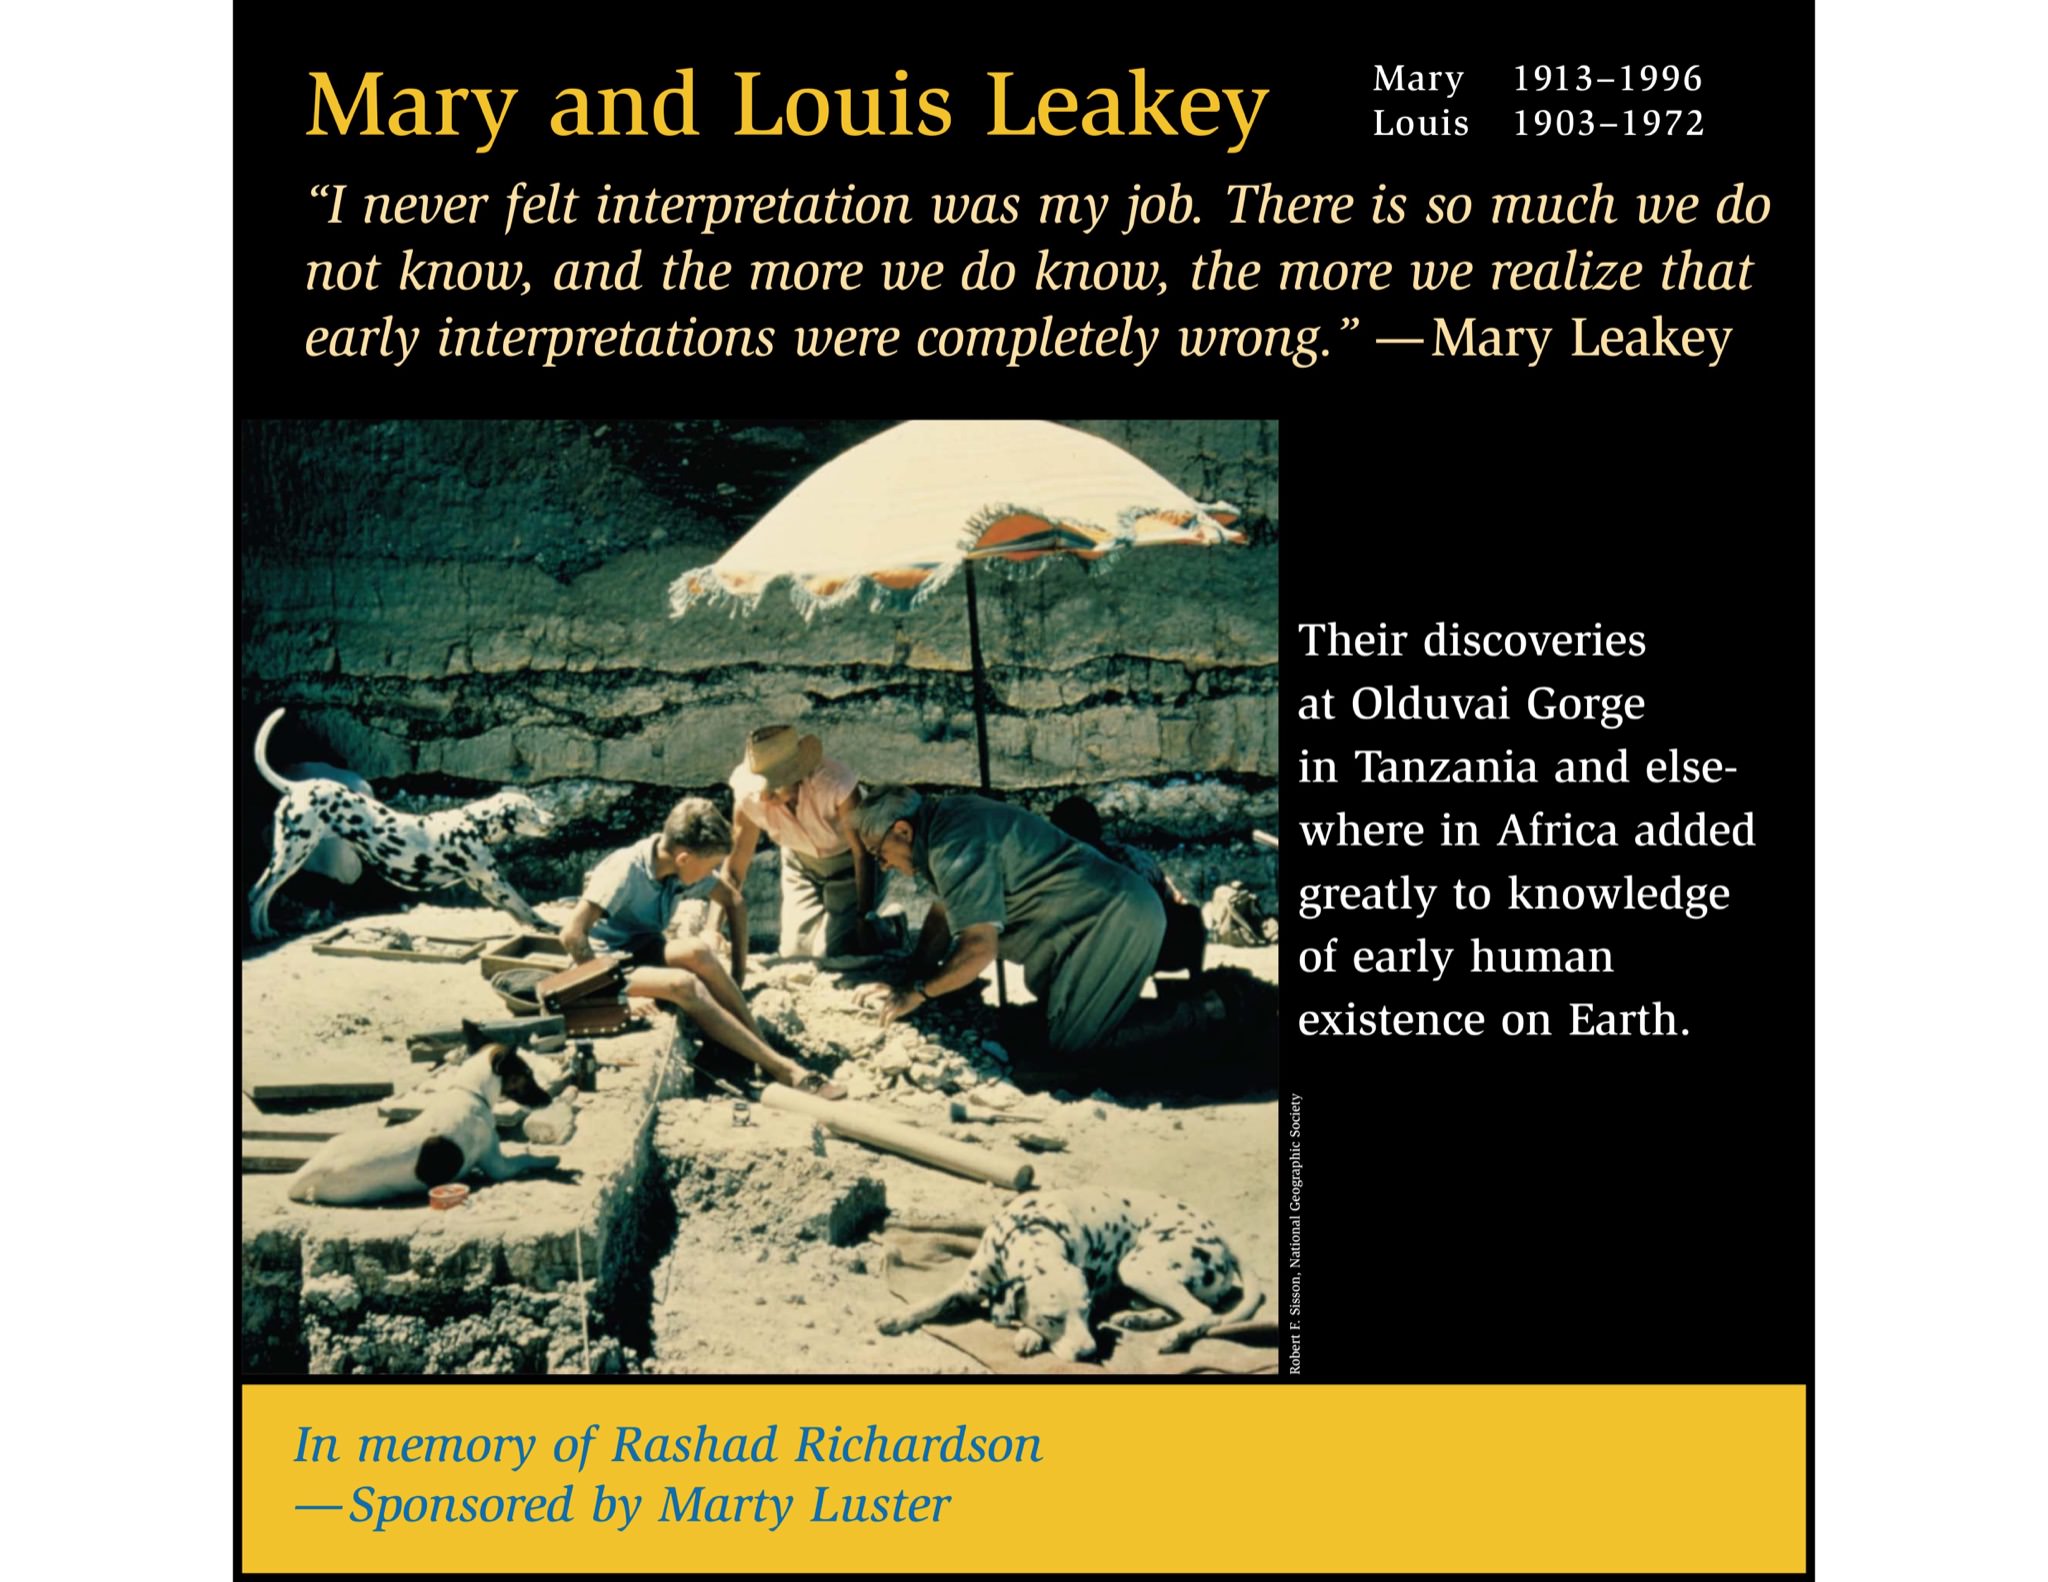 Mary and Louis Leakey
Mary 1913–1996
Louis 1903–1972
“I never felt interpretation was my job. There is so much we do
not know, and the more we do know, the more we realize that
early interpretations were completely wrong.” —Mary Leakey
Their discoveries
at Olduvai Gorge
in Tanzania and else-
where in Africa added
greatly to knowledge
of early human
existence on Earth.
Robert F. Sisson, National Geographic Society
In memory of Rashad Richardson
—Sponsored by Marty Luster